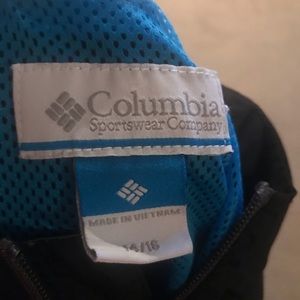 Columbia
Sportswear Company
MADE IN VIETNAM
14/16